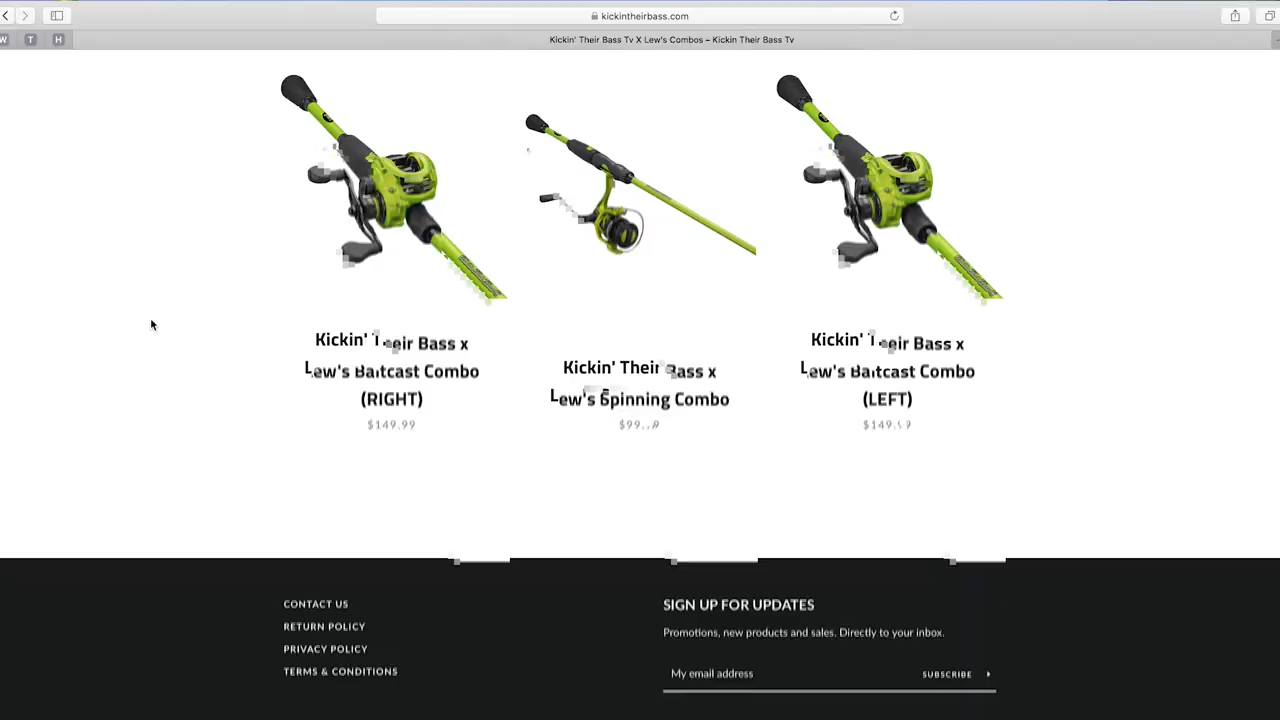 kickintheirbass.com
W T H
Kickin' Their Bass Tv X Lew's Combos – Kickin Their Bass Tv
Kickin' Their Bass x
Lew's Baitcast Combo
(RIGHT)
$149.99
Kickin' Their Bass x
Lew's Spinning Combo
Kickin' Their Bass x
Lew's Baitcast Combo
(LEFT)
$149.99
CONTACT US
RETURN POLICY
PRIVACY POLICY
TERMS & CONDITIONS
SIGN UP FOR UPDATES
Promotions, new products and sales. Directly to your inbox.
My email address
SUBSCRIBE